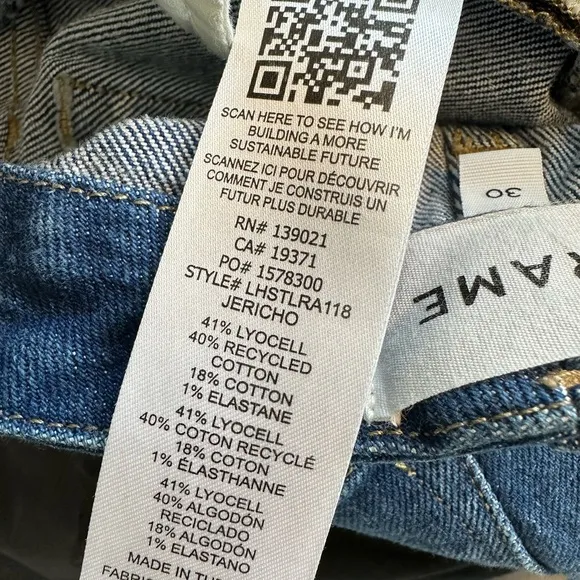 SCAN HERE TO SEE HOW I'M
BUILDING A MORE
SUSTAINABLE FUTURE
SCANNEZ ICI POUR DÉCOUVRIR
COMMENT JE CONSTRUIS UN
FUTUR PLUS DURABLE
RN# 139021
CA# 19371
PO# 1578300
STYLE# LHSTLRA118
JERICHO
41% LYOCELL
40% RECYCLED
COTTON
18% COTTON
1% ELASTANE
41% LYOCELL
40% COTON RECYCLÉ
18% COTON
1% ÉLASTHANNE
41% LYOCELL
40% ALGODÓN
RECICLADO
18% ALGODÓN
1% ELASTANO
MADE IN
30
RAME